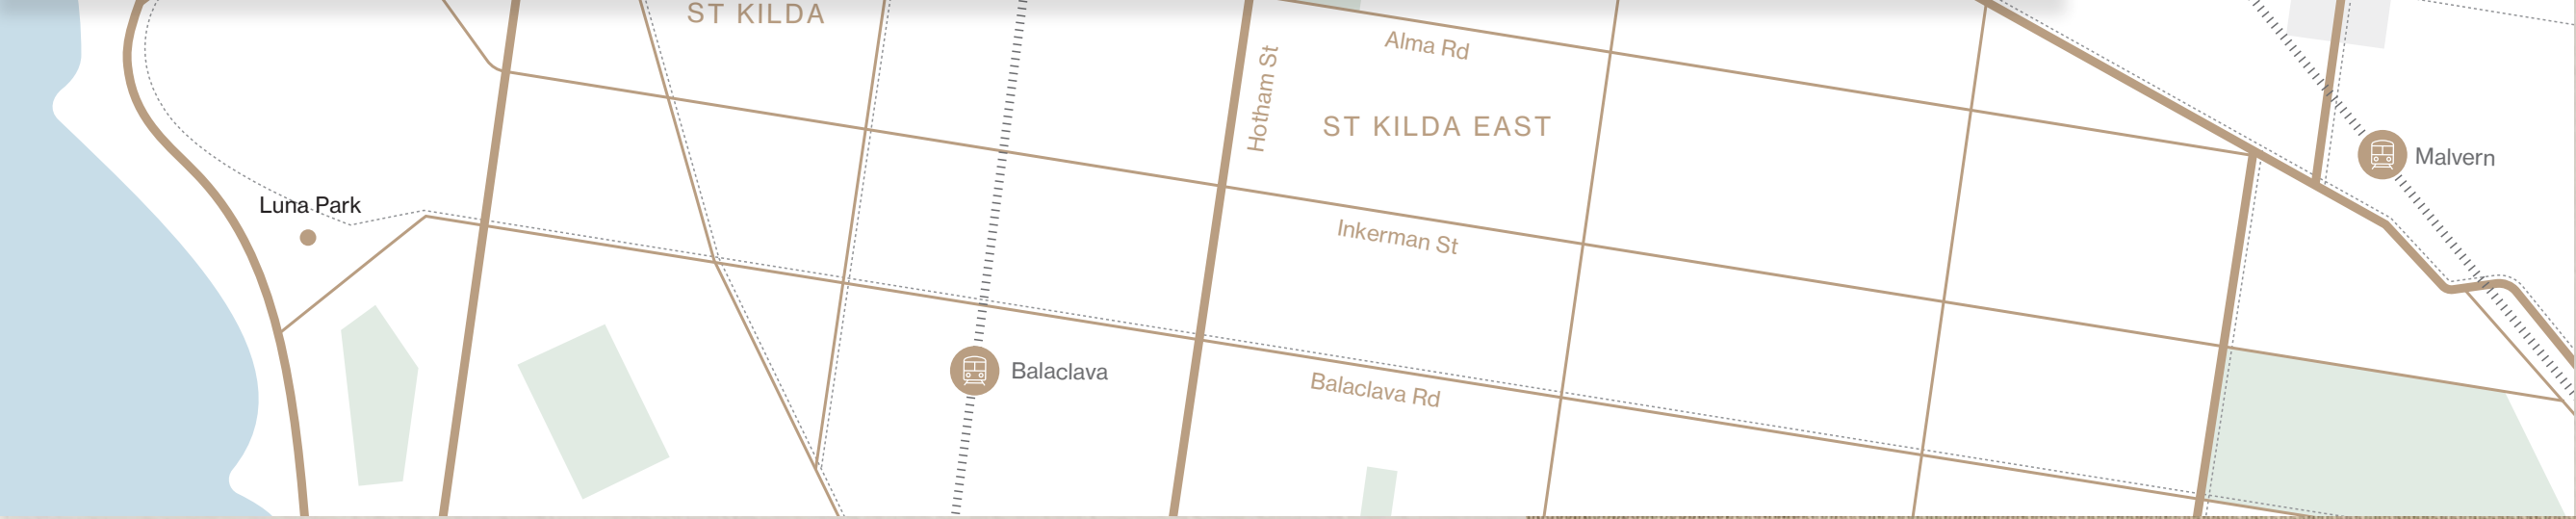 ST KILDA
Alma Rd
Hotham St
ST KILDA EAST
Malvern
Luna Park
Inkerman St
Balaclava
Balaclava Rd